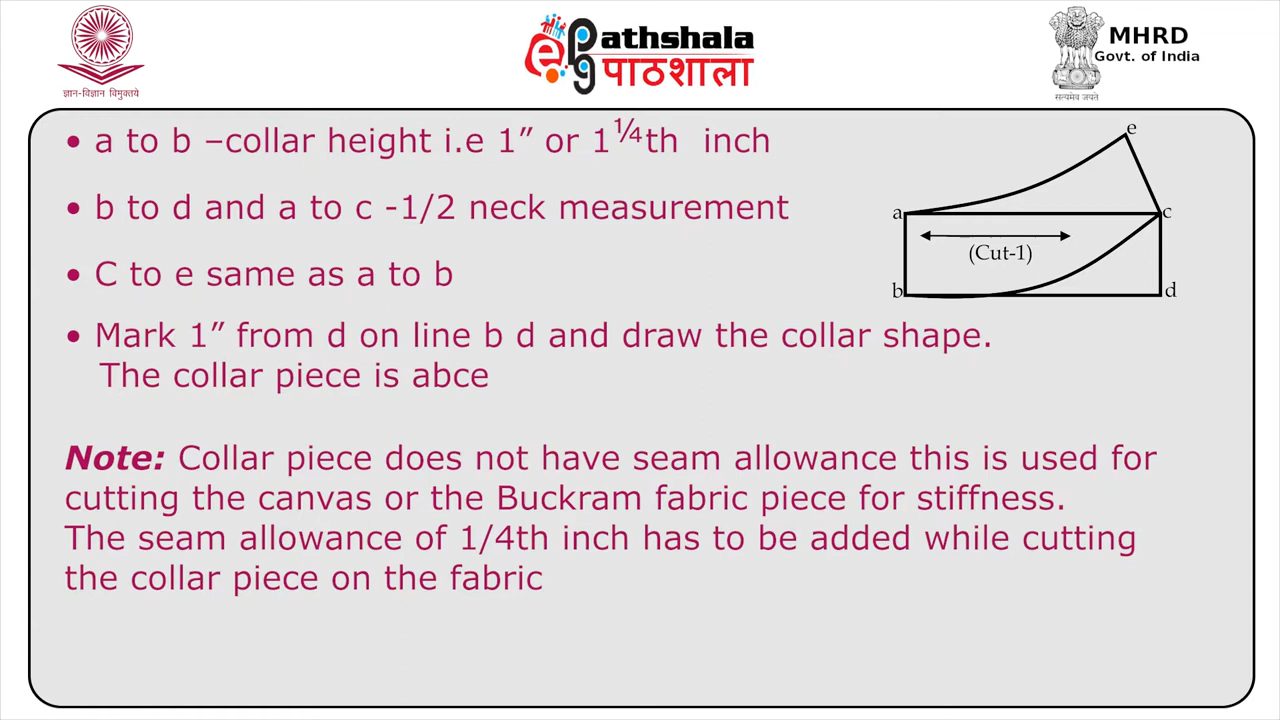 ज्ञान-विज्ञान विमुक्तये
epg Pathshala
पाठशाला
MHRD
Govt. of India
सत्यमेव जयते
• a to b –collar height i.e 1” or 1¼th inch
• b to d and a to c -1/2 neck measurement
• C to e same as a to b
• Mark 1” from d on line b d and draw the collar shape.
The collar piece is abce
Note: Collar piece does not have seam allowance this is used for
cutting the canvas or the Buckram fabric piece for stiffness.
The seam allowance of 1/4th inch has to be added while cutting
the collar piece on the fabric
e
a
c
(Cut-1)
b
d